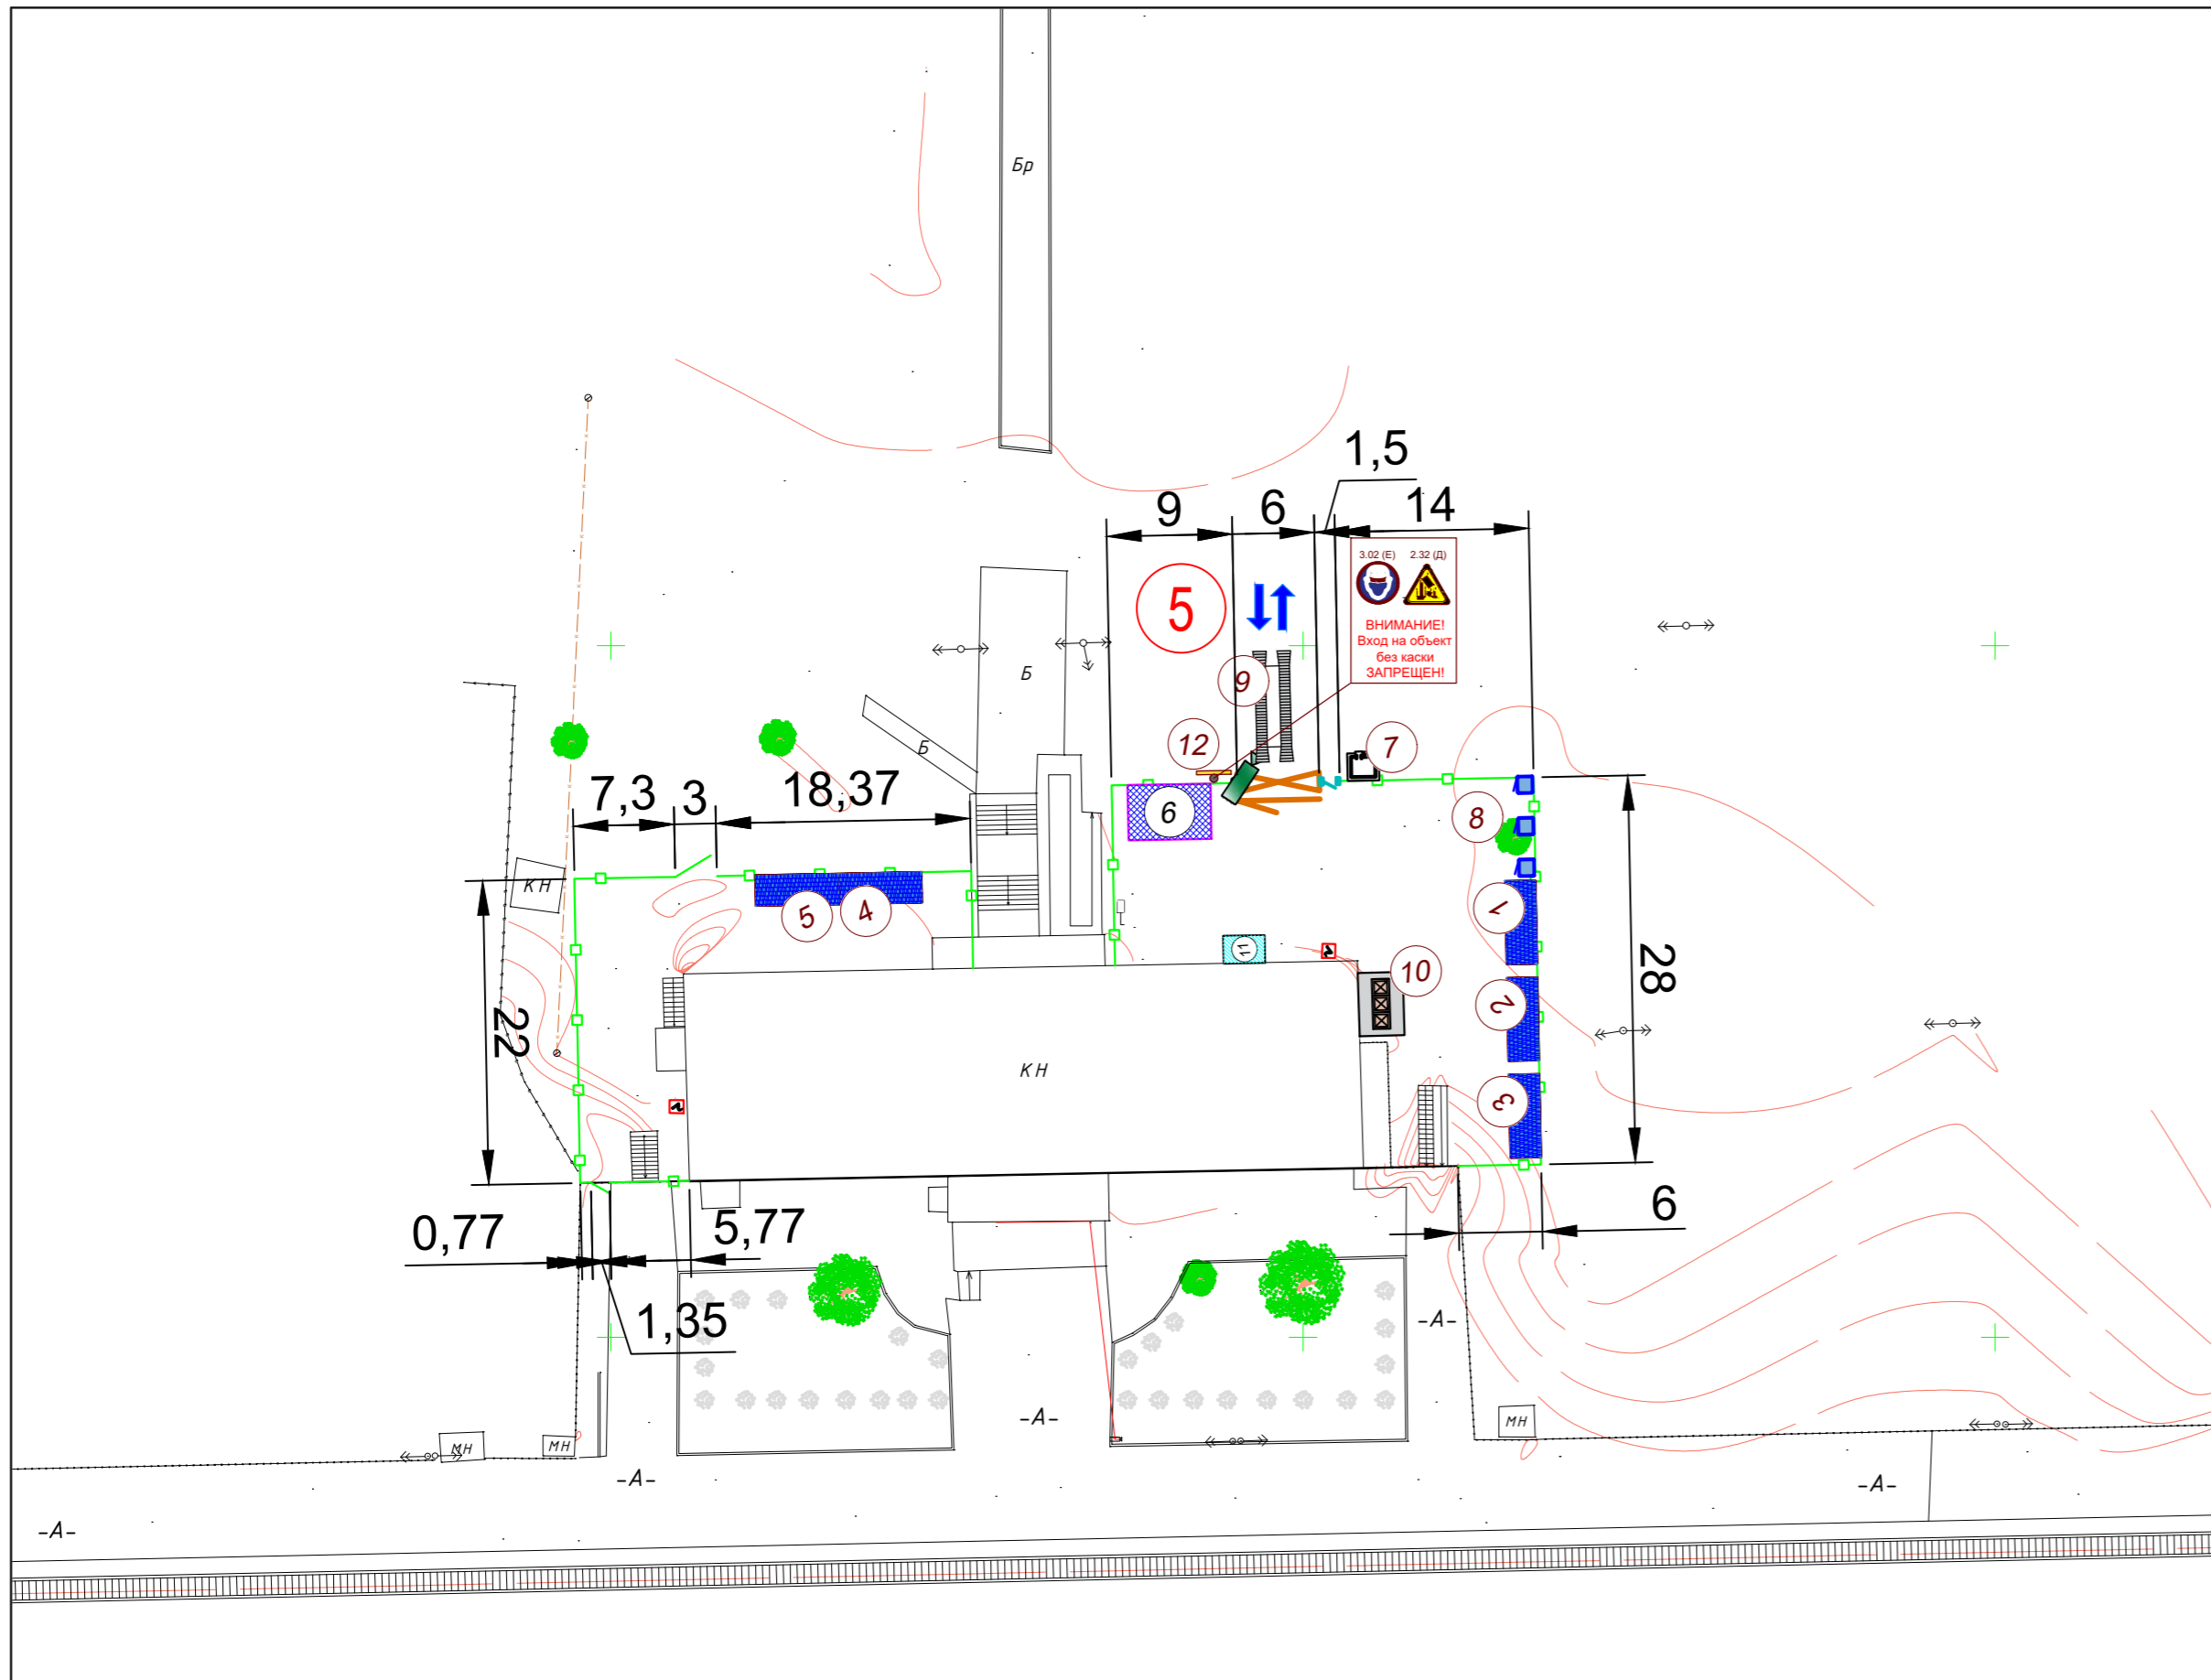 Бр
1,5
9
6
14
3.02 (Е) 2.32 (Д)
5
ВНИМАНИЕ!
Вход на объект
без каски
ЗАПРЕЩЕН!
Б
9
12
7
Б
7,3
3
18,37
6
8
КН
5
4
1
11
10
28
2
22
КН
3
0,77
5,77
6
1,35
-А-
-А-
МН
МН
МН
-А-
-А-
-А-